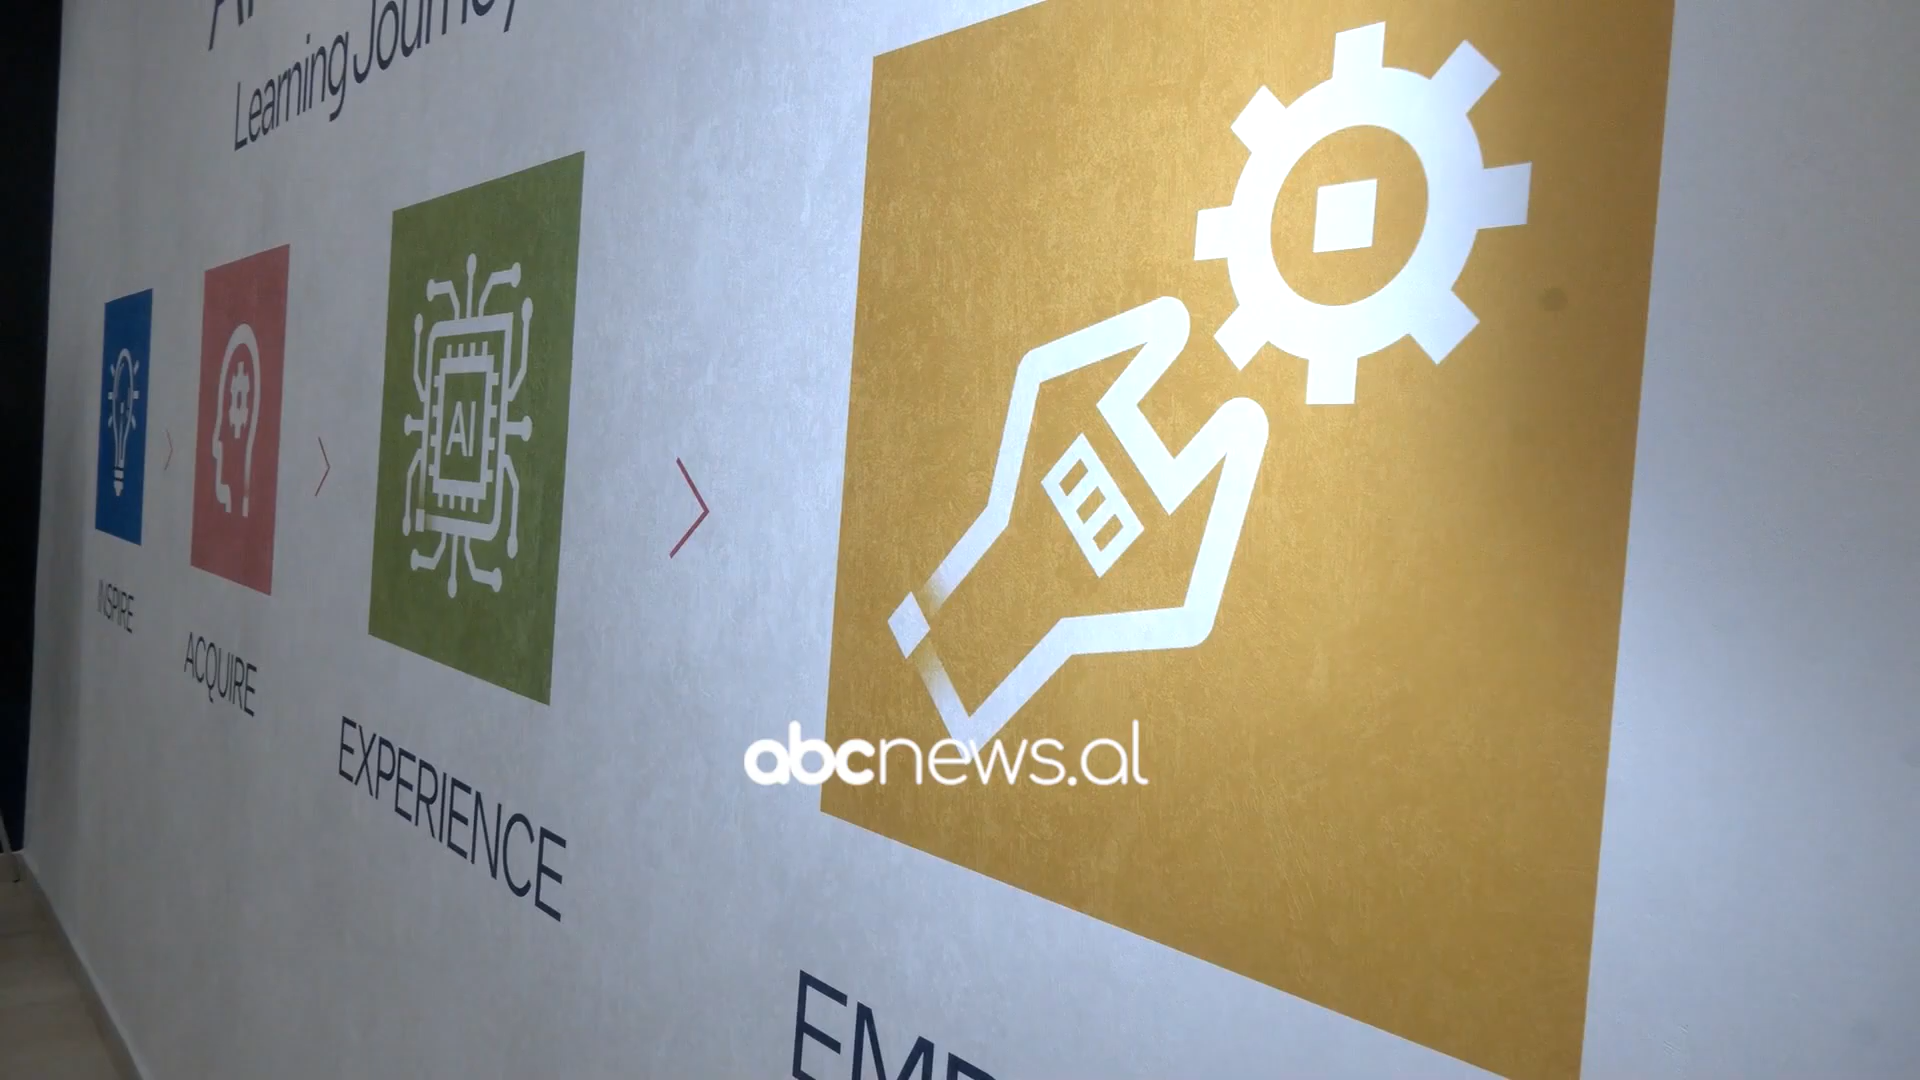 Learning Journey
AI
INSPIRE
ACQUIRE
EXPERIENCE
abcnews.al